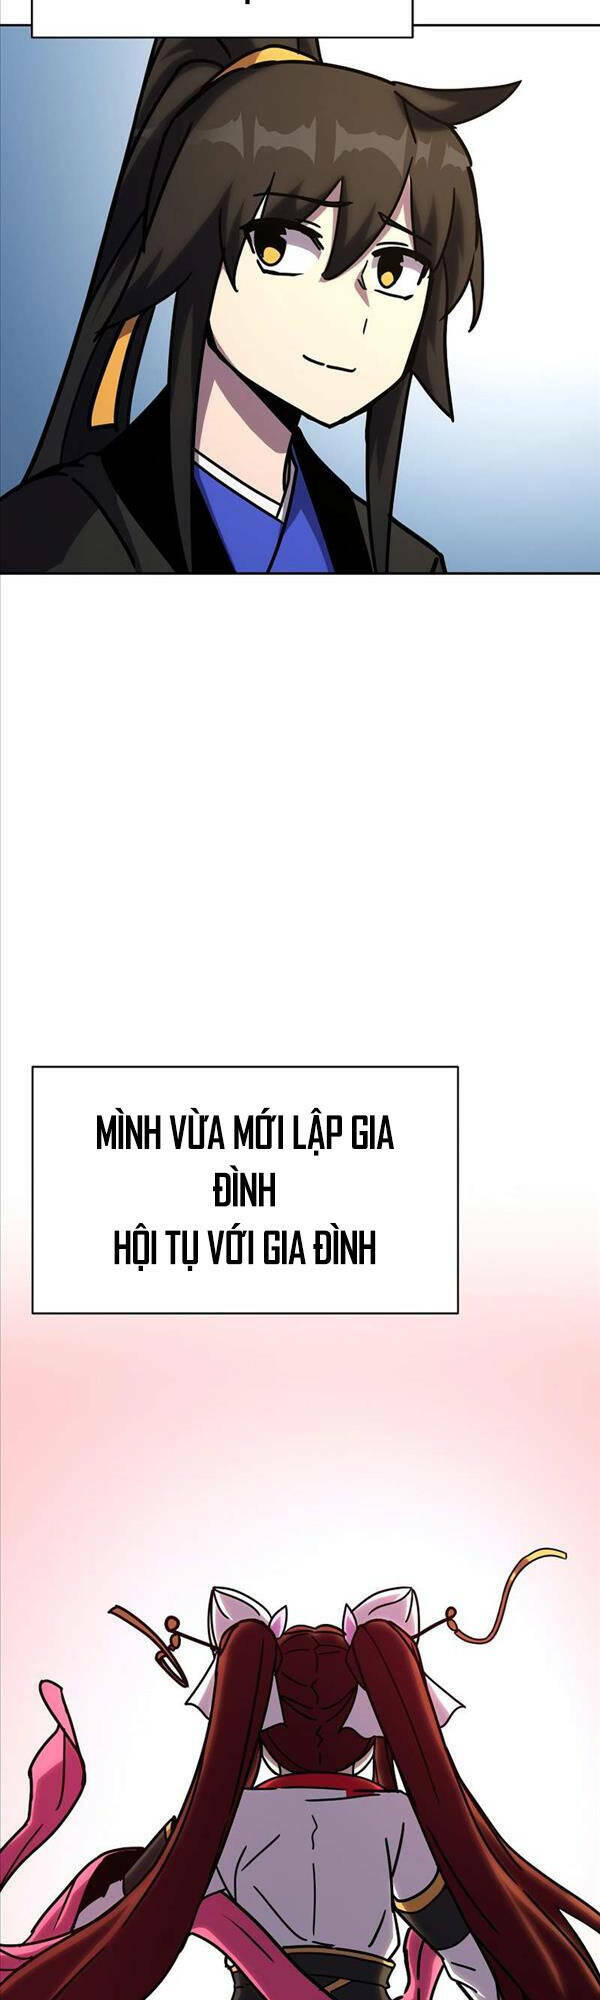 MÌNH VỪA MỚI LẬP GIA
ĐÌNH
HỘI TỤ VỚI GIA ĐÌNH